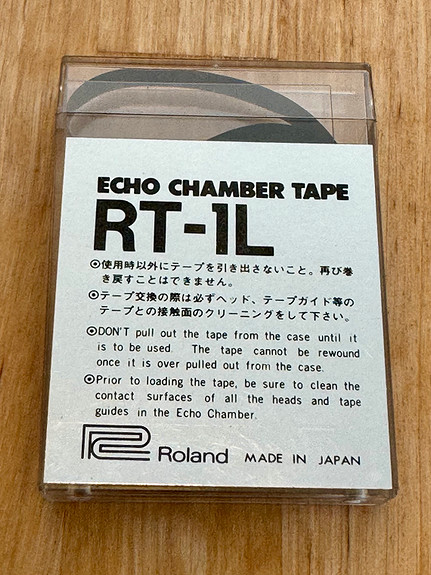 ECHO CHAMBER TAPE
RT-1L
⦿使用時以外にテープを引き出さないこと。再び巻
き戻すことはできません。
⦿テープ交換の際は必ずヘッド、テープガイド等の
テープとの接触面のクリーニングをして下さい。
⦿DON'T pull out the tape from the case until it
is to be used. The tape cannot be rewound
once it is over pulled out from the case.
⦿Prior to loading the tape, be sure to clean the
contact surfaces of all the heads and tape
guides in the Echo Chamber.
Roland MADE IN JAPAN